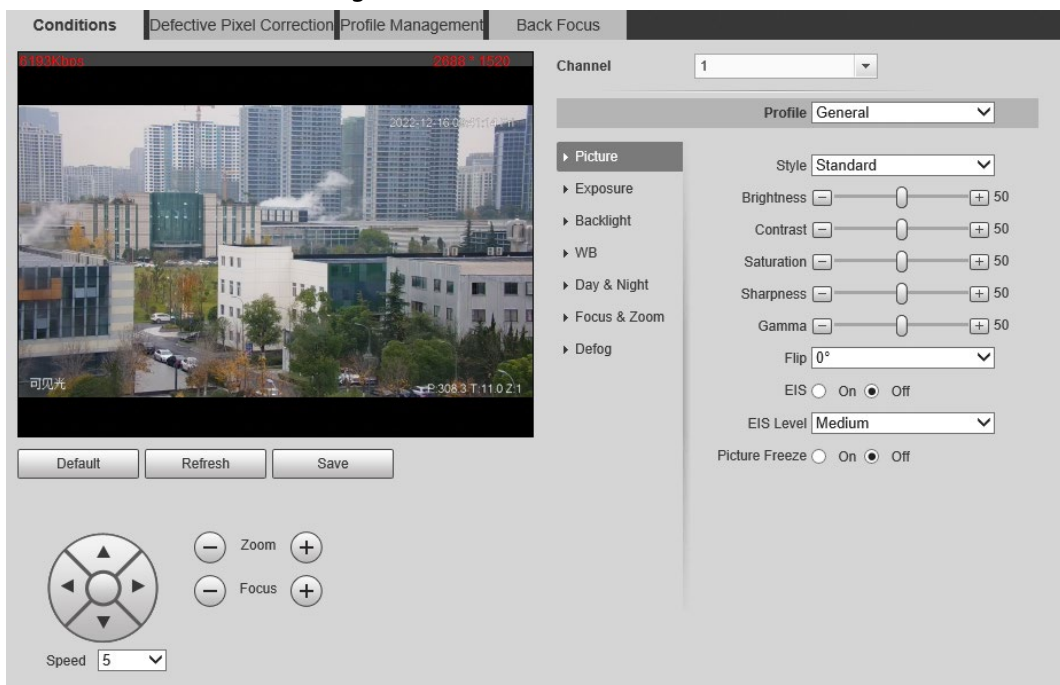 Conditions
Defective Pixel Correction
Profile Management
Back Focus
6193Kbps
2688 * 1520
2022-12-16
可见光
P:308.3 T:11.0 Z:1
Default
Refresh
Save
Zoom
Focus
Speed 5
Channel 1
Profile General
Picture
Exposure
Backlight
WB
Day & Night
Focus & Zoom
Defog
Style Standard
Brightness 50
Contrast 50
Saturation 50
Sharpness 50
Gamma 50
Flip 0°
EIS On Off
EIS Level Medium
Picture Freeze On Off